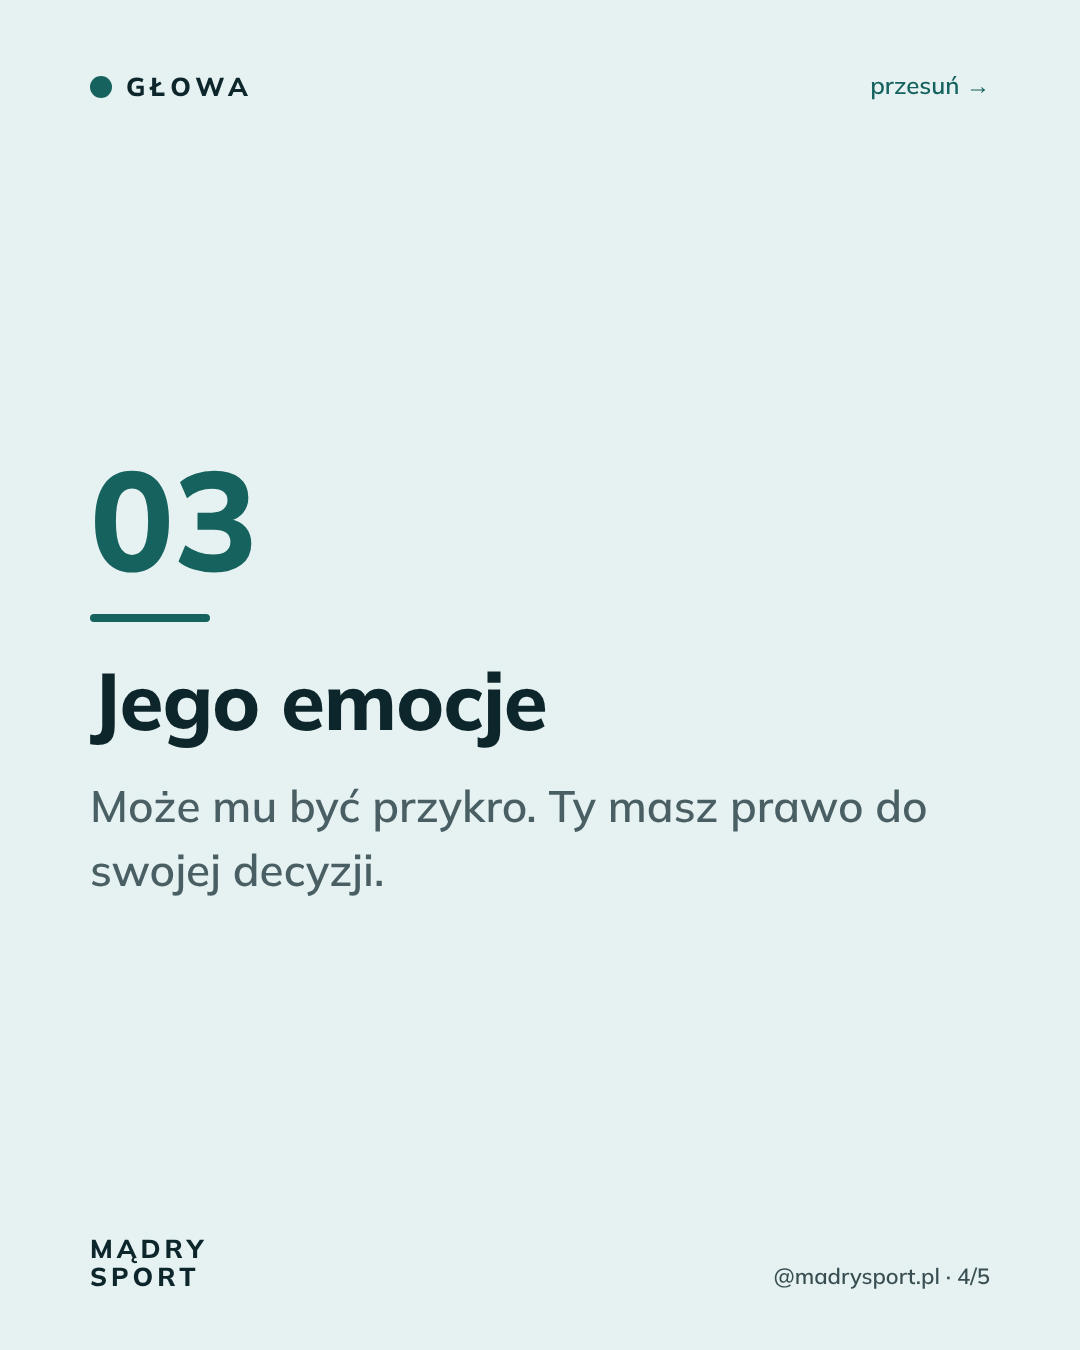 GŁOWA
przesuń →
03
Jego emocje
Może mu być przykro. Ty masz prawo do
swojej decyzji.
MĄDRY
SPORT
@madrysport.pl · 4/5